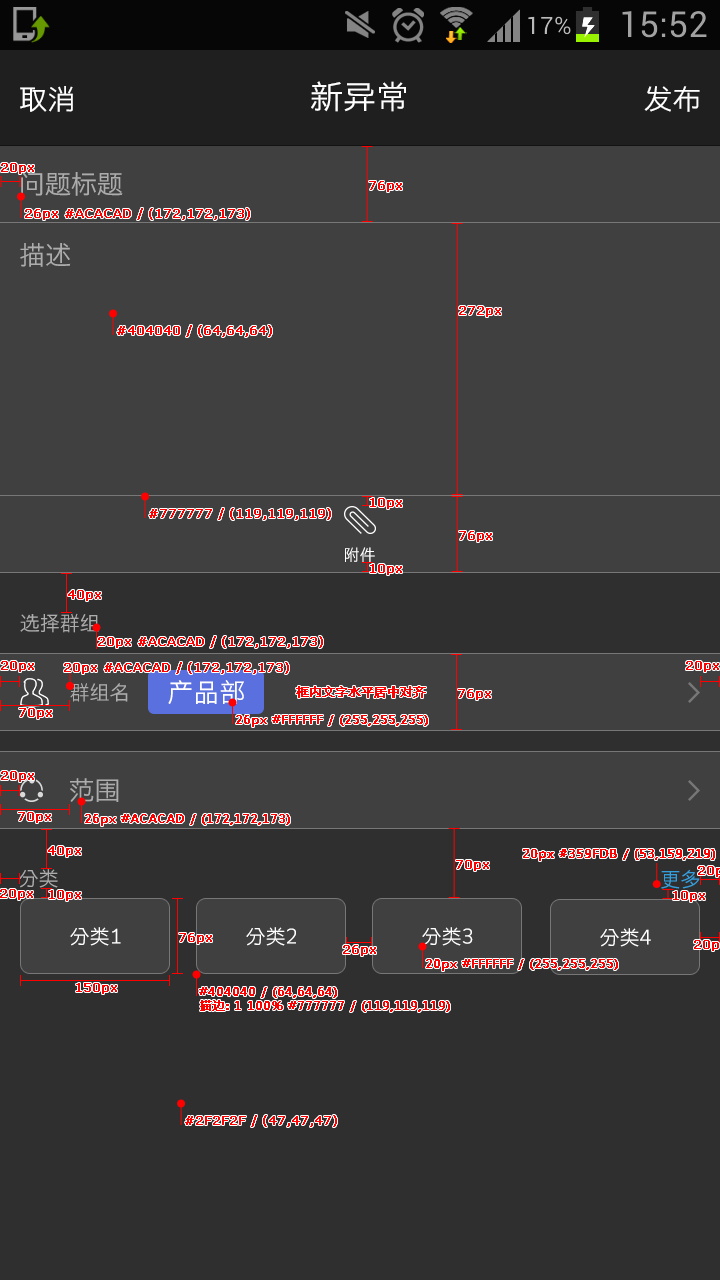 17% 15:52
取消 新异常 发布
20px
问题标题
76px
26px #ACACAD / (172,172,173)
描述
272px
#404040 / (64,64,64)
10px
#777777 / (119,119,119)
76px
附件
10px
40px
选择群组
20px #ACACAD / (172,172,173)
20px 20px #ACACAD / (172,172,173) 20px
群组名 产品部 框内文字水平居中对齐 76px
70px 26px #FFFFFF / (255,255,255)
20px
范围
70px 26px #ACACAD / (172,172,173)
40px 20px #359FDB / (53,159,219)
70px
分类 更多 20p
20px 10px 10px
分类1 76px 分类2 26px 分类3 分类4 20p
20px #FFFFFF / (255,255,255)
150px #404040 / (64,64,64)
描边: 1 100% #777777 / (119,119,119)
#2F2F2F / (47,47,47)